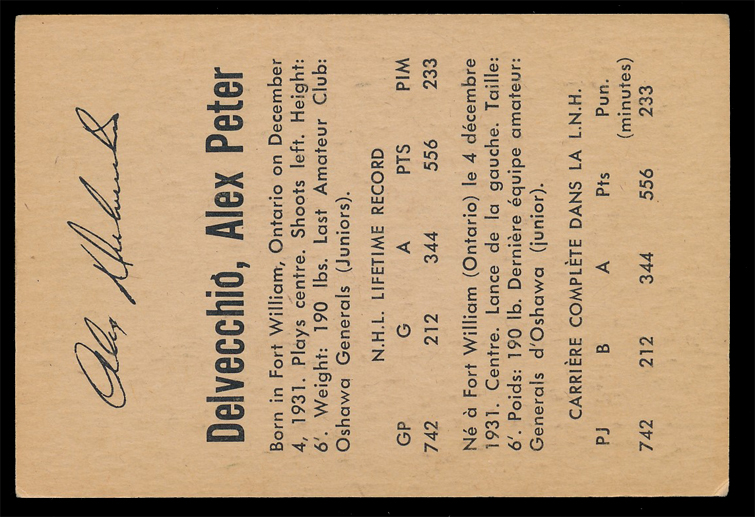 Alex Delvecchio
Delvecchio, Alex Peter
Born in Fort William, Ontario on December
4, 1931. Plays centre. Shoots left. Height:
6'. Weight: 190 lbs. Last Amateur Club:
Oshawa Generals (Juniors).
N.H.L. LIFETIME RECORD
GP G A PTS PIM
742 212 344 556 233
Né à Fort William (Ontario) le 4 décembre
1931. Centre. Lance de la gauche. Taille:
6'. Poids: 190 lb. Dernière équipe amateur:
Generals d'Oshawa (junior).
CARRIÈRE COMPLÈTE DANS LA L.N.H.
PJ B A Pts Pun.
(minutes)
742 212 344 556 233